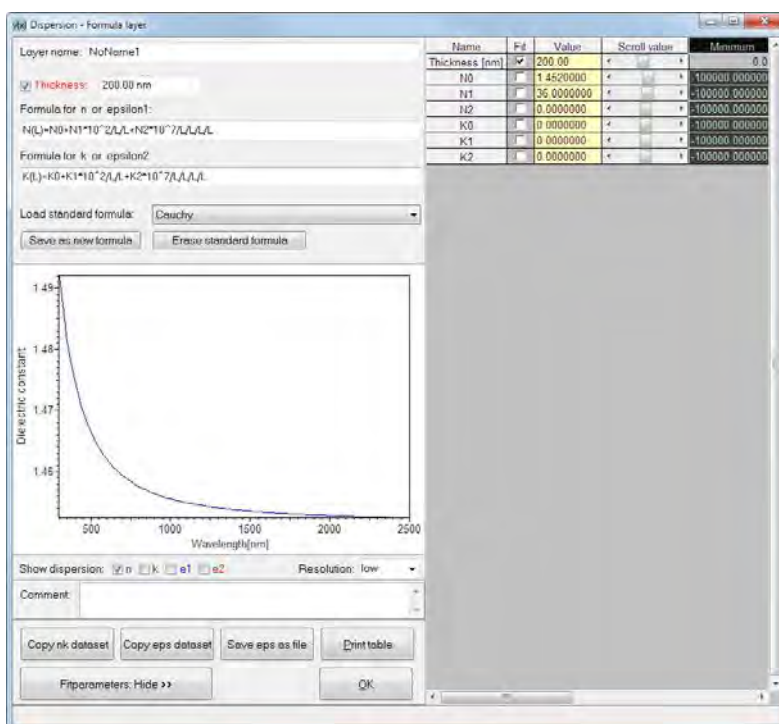 Dispersion - Formula layer
Layer name: NoName1
Thickness: 200.00 nm
Formula for n or epsilon1:
N(L)=N0+N1*10^2/L/L+N2*10^7/L/L/L/L
Formula for k or epsilon2
K(L)=K0+K1*10^2/L/L+K2*10^7/L/L/L/L
Load standard formula: Cauchy
Save as new formula Erase standard formula
Dielectric constant
1.49
1.48
1.47
1.46
500 1000 1500 2000 2500
Wavelength[nm]
Show dispersion: n k e1 e2 Resolution: low
Comment:
Copy nk dataset Copy eps dataset Save eps as file Print table
Fitparameters: Hide >> OK
Name Fit Value Scroll value Minimum
Thickness [nm] 200.00 0.0
N0 1.4520000 -100000.000000
N1 36.0000000 -100000.000000
N2 0.0000000 -100000.000000
K0 0.0000000 -100000.000000
K1 0.0000000 -100000.000000
K2 0.0000000 -100000.000000